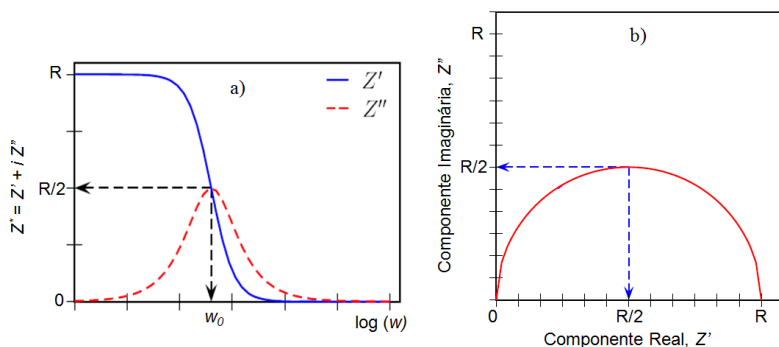 R
a)
Z'
Z''
R/2
Z* = Z' + i Z''
0
w0
log (w)
b)
R
R/2
Componente Imaginária, Z''
0
R/2
R
Componente Real, Z'